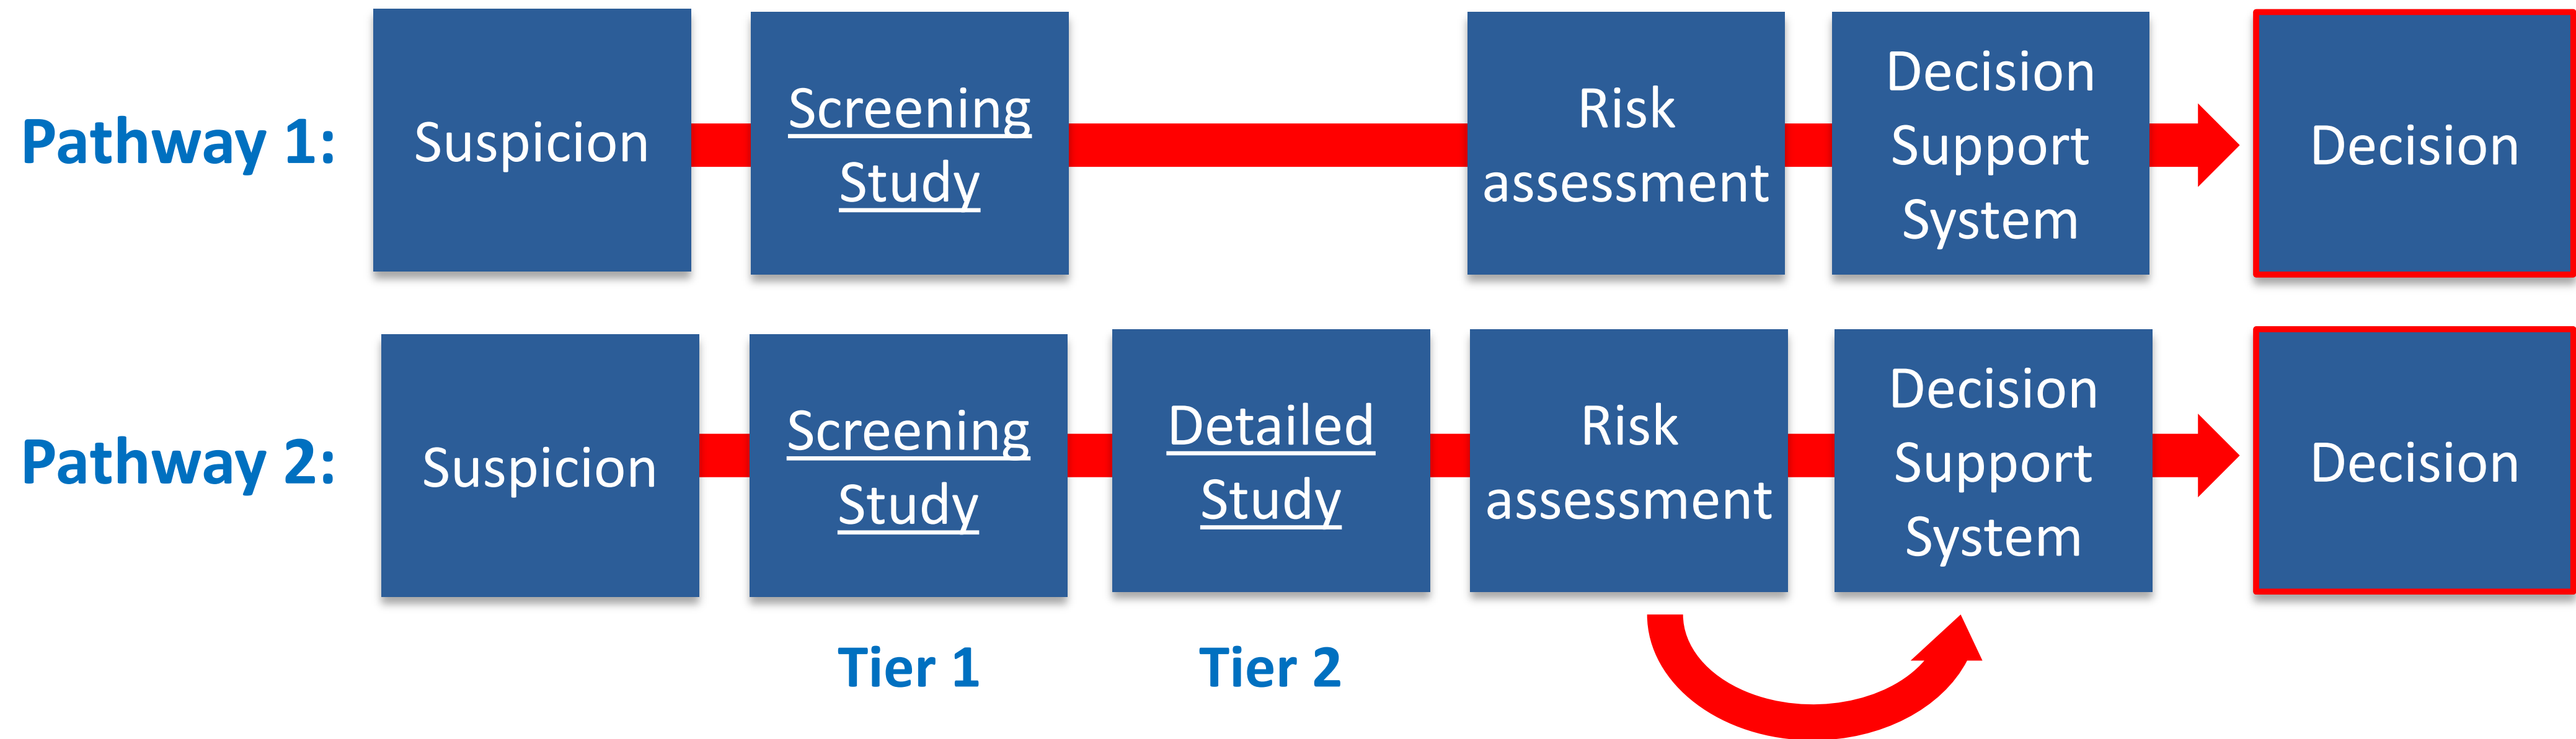 Pathway 1:
Suspicion
Screening
Study
Risk
assessment
Decision
Support
System
Decision
Pathway 2:
Suspicion
Screening
Study
Detailed
Study
Risk
assessment
Decision
Support
System
Decision
Tier 1
Tier 2